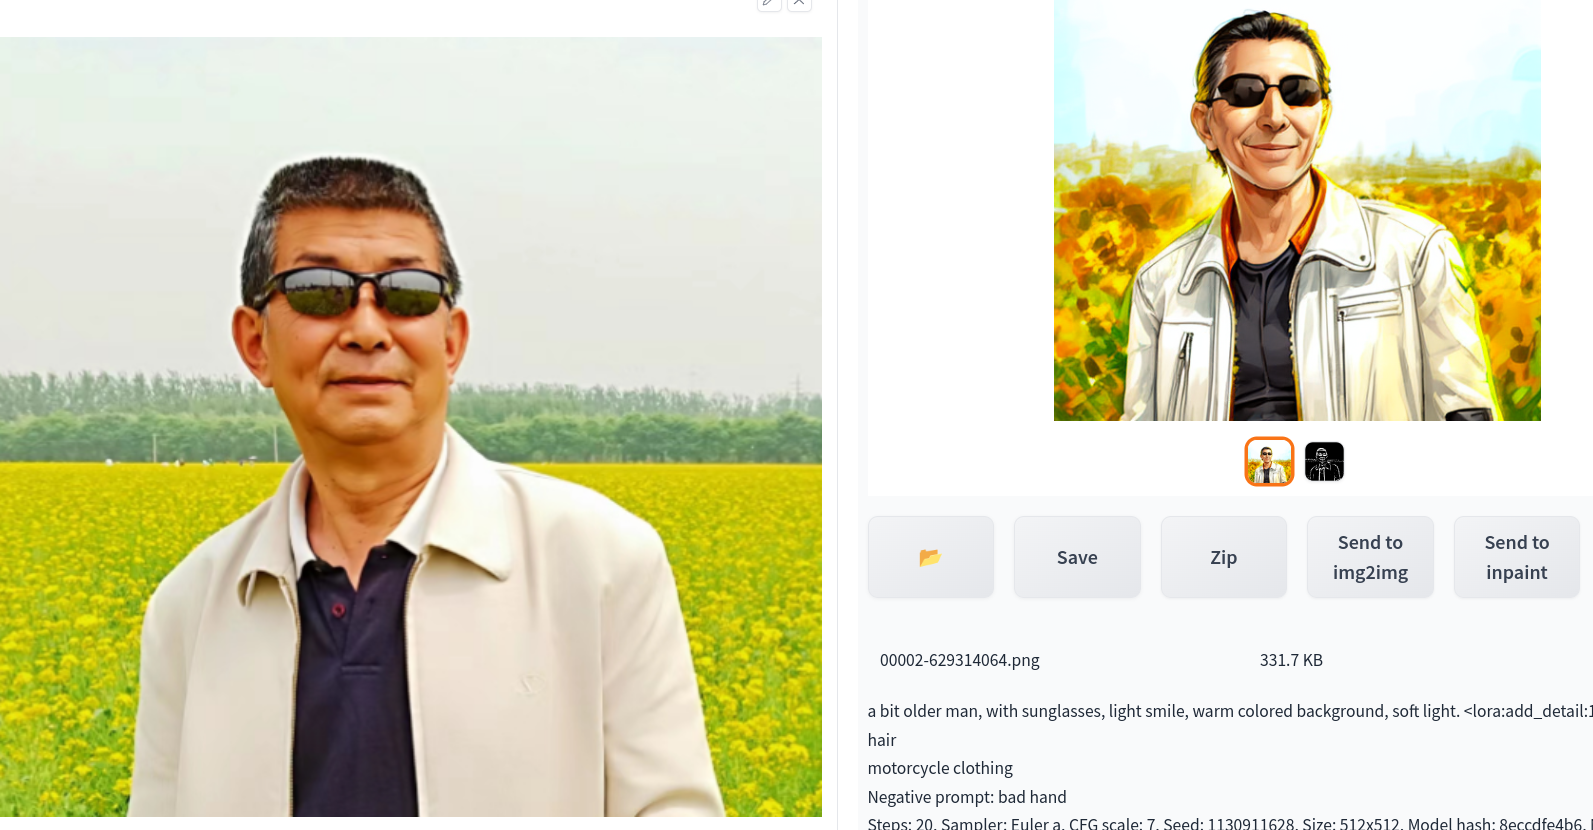 Save
Zip
Send to
img2img
Send to
inpaint
00002-629314064.png
331.7 KB
a bit older man, with sunglasses, light smile, warm colored background, soft light. <lora:add_detail:1
hair
motorcycle clothing
Negative prompt: bad hand
Steps: 20, Sampler: Euler a, CFG scale: 7, Seed: 1130911628, Size: 512x512, Model hash: 8eccdfe4b6,